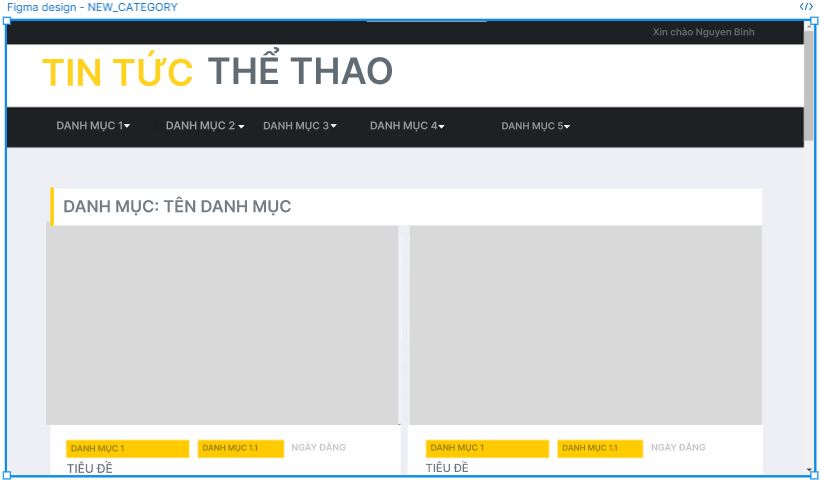 Figma design - NEW_CATEGORY
</>
Xin chào Nguyen Binh
TIN TỨC THỂ THAO
DANH MỤC 1 DANH MỤC 2 DANH MỤC 3 DANH MỤC 4 DANH MỤC 5
DANH MỤC: TÊN DANH MỤC
DANH MỤC 1 DANH MỤC 1.1 NGÀY ĐĂNG DANH MỤC 1 DANH MỤC 1.1 NGÀY ĐĂNG
TIÊU ĐỀ TIÊU ĐỀ